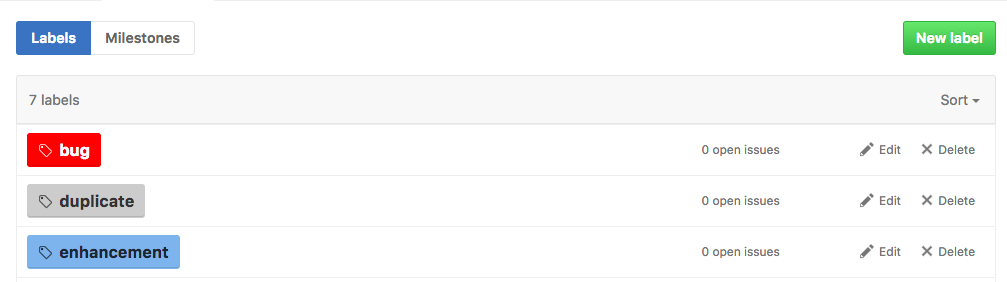 Labels Milestones New label
7 labels Sort
bug 0 open issues Edit Delete
duplicate 0 open issues Edit Delete
enhancement 0 open issues Edit Delete